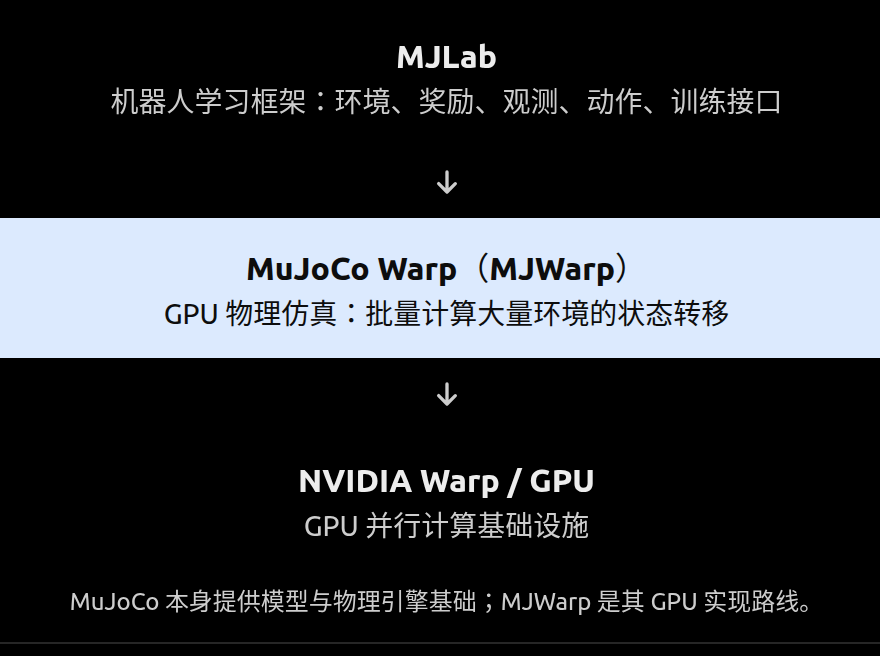 MJLab
机器人学习框架：环境、奖励、观测、动作、训练接口
↓
MuJoCo Warp（MJWarp）
GPU 物理仿真：批量计算大量环境的状态转移
↓
NVIDIA Warp / GPU
GPU 并行计算基础设施
MuJoCo 本身提供模型与物理引擎基础；MJWarp 是其 GPU 实现路线。